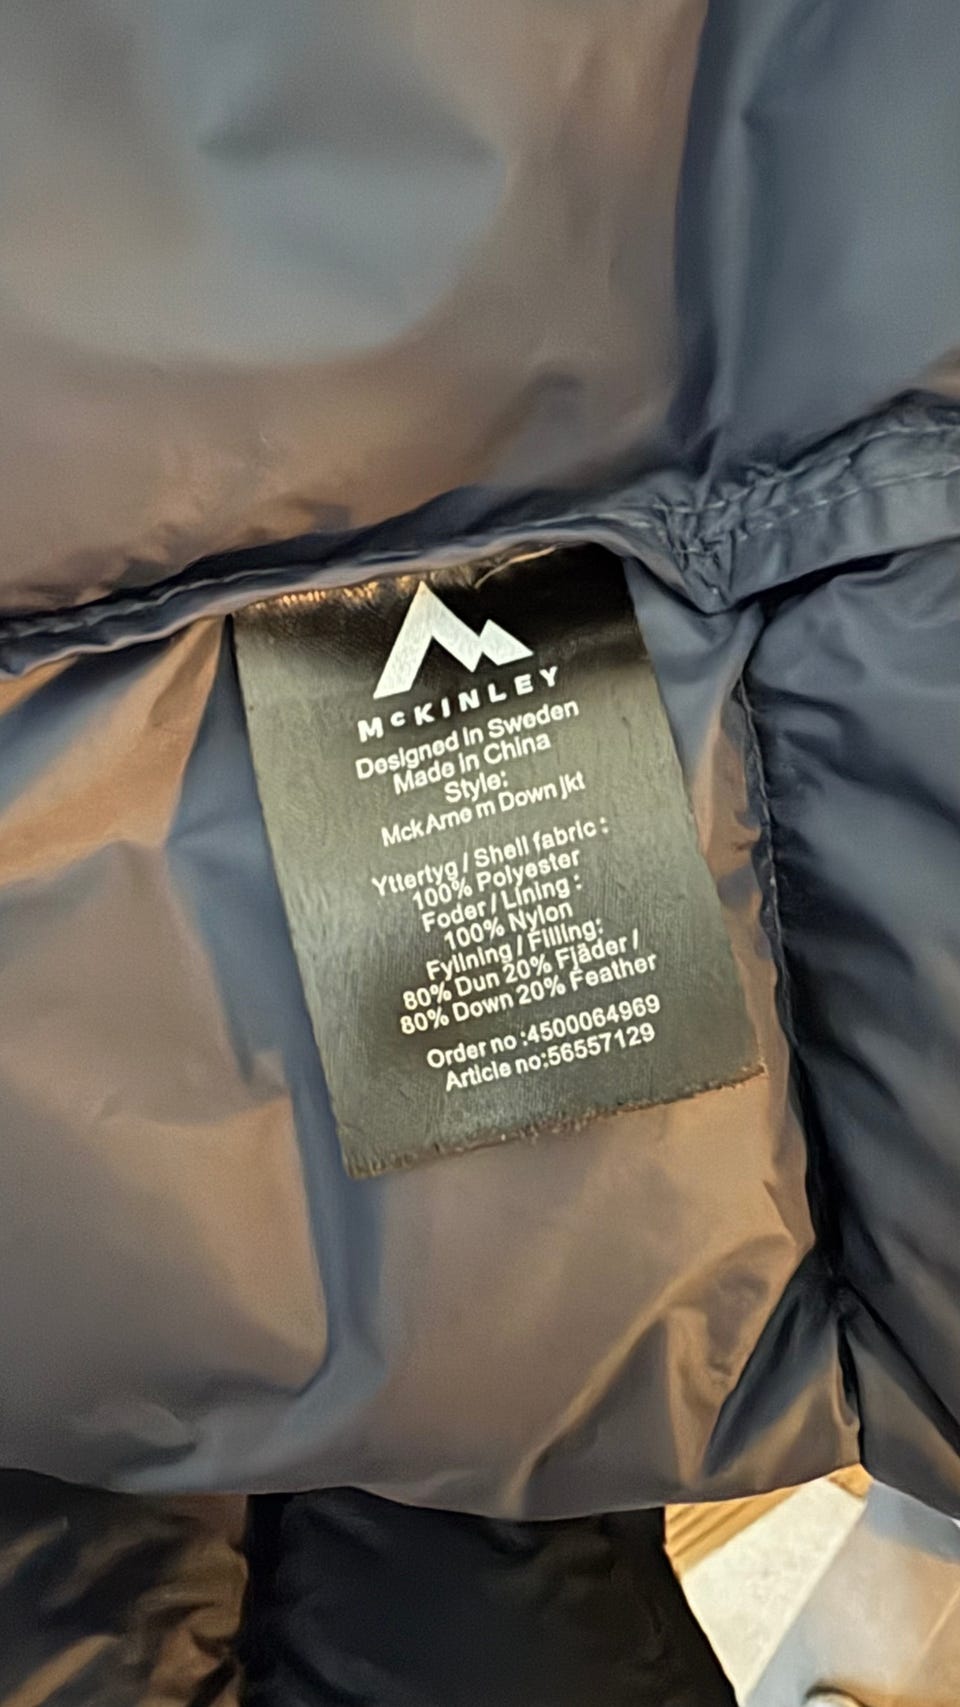 McKINLEY
Designed in Sweden
Made in China
Style:
Mck Arne m Down jkt
Yttertyg / Shell fabric :
100% Polyester
Foder / Lining :
100% Nylon
Fyllning / Filling:
80% Dun 20% Fjäder /
80% Down 20% Feather
Order no :4500064969
Article no:56557129